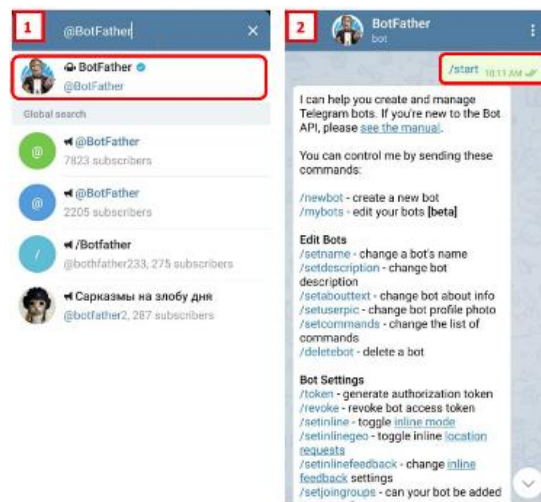 1
@BotFather
BotFather
@BotFather
Global search
@BotFather
7823 subscribers
@BotFather
2205 subscribers
/Botfather
@bothfather233, 275 subscribers
Сарказмы на злобу дня
@botfather2, 287 subscribers
2
BotFather
bot
/start 10:11 AM
I can help you create and manage
Telegram bots. If you're new to the Bot
API, please see the manual.
You can control me by sending these
commands:
/newbot - create a new bot
/mybots - edit your bots [beta]
Edit Bots
/setname - change a bot's name
/setdescription - change bot
description
/setabouttext - change bot about info
/setuserpic - change bot profile photo
/setcommands - change the list of
commands
/deletebot - delete a bot
Bot Settings
/token - generate authorization token
/revoke - revoke bot access token
/setinline - toggle inline mode
/setinlinegeo - toggle inline location
requests
/setinlinefeedback - change inline
feedback settings
/setjoingroups - can your bot be added